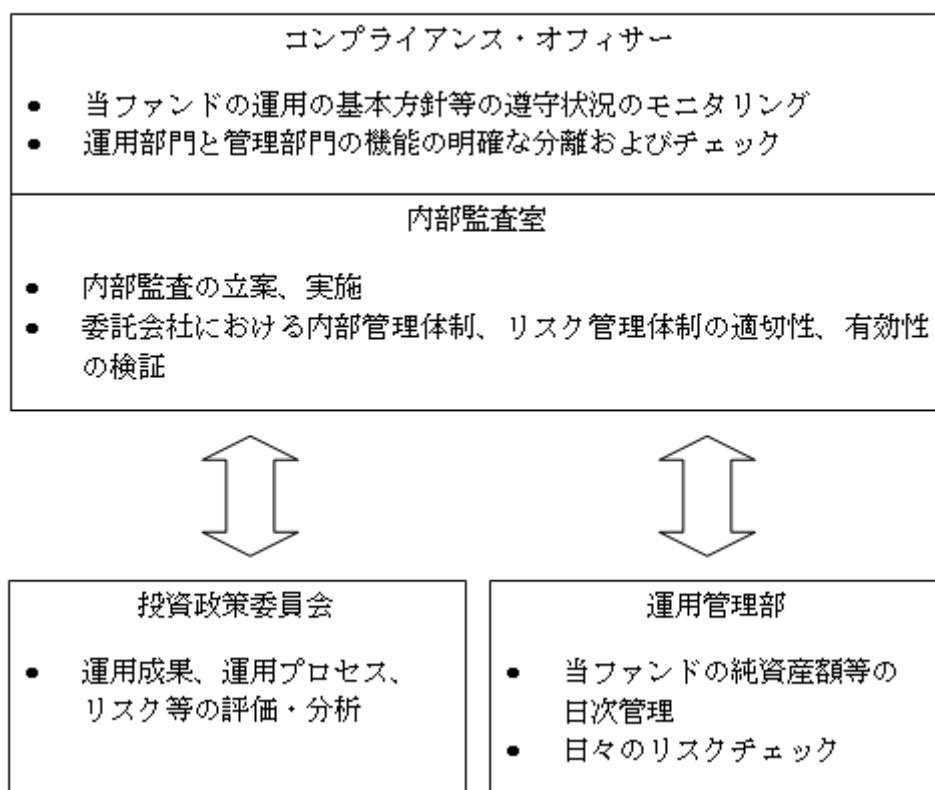 コンプライアンス・オフィサー
● 当ファンドの運用の基本方針等の遵守状況のモニタリング
● 運用部門と管理部門の機能の明確な分離およびチェック
内部監査室
● 内部監査の立案、実施
● 委託会社における内部管理体制、リスク管理体制の適切性、有効性
の検証
投資政策委員会
● 運用成果、運用プロセス、
リスク等の評価・分析
運用管理部
● 当ファンドの純資産額等の
日次管理
● 日々のリスクチェック